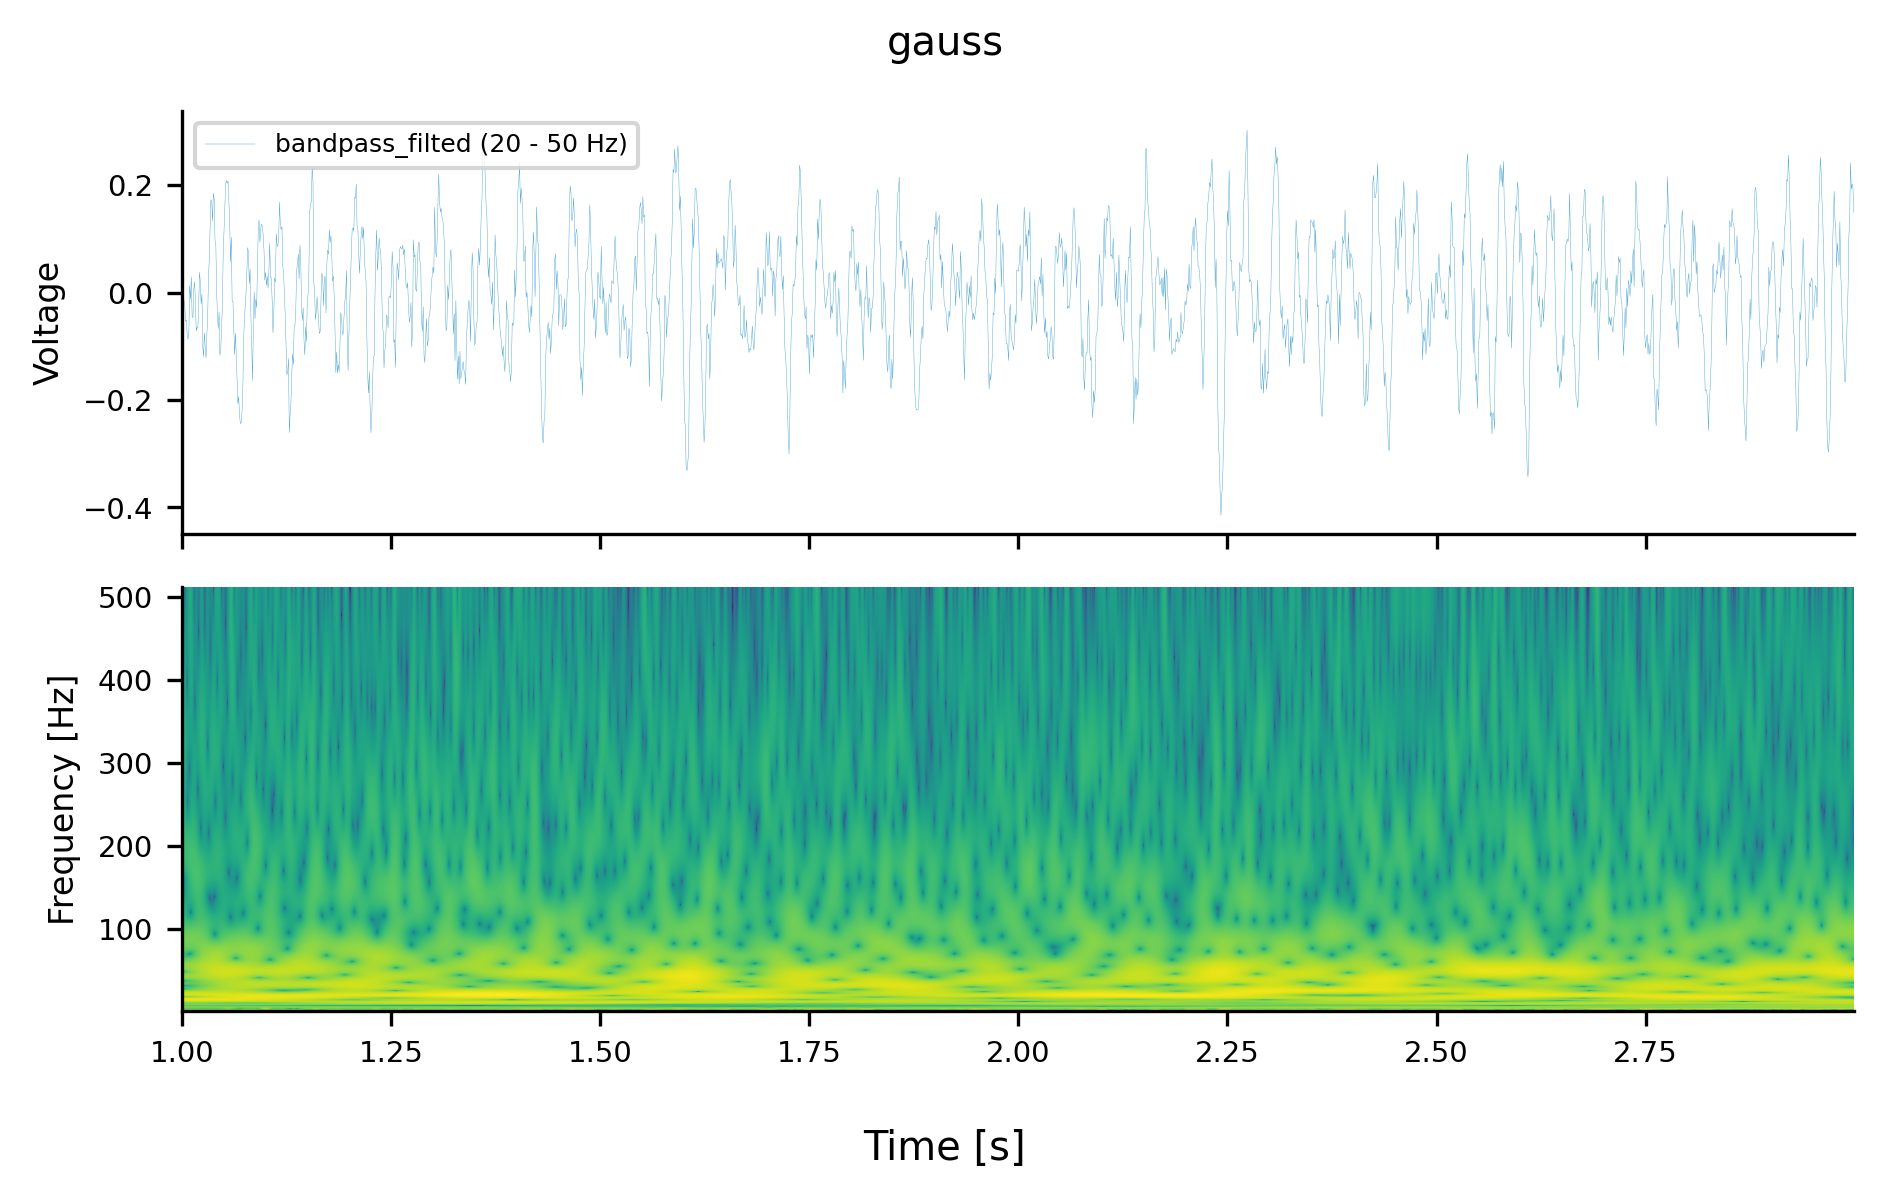 gauss
bandpass_filted (20 - 50 Hz)
Voltage
0.2
0.0
−0.2
−0.4
Frequency [Hz]
500
400
300
200
100
1.00 1.25 1.50 1.75 2.00 2.25 2.50 2.75
Time [s]